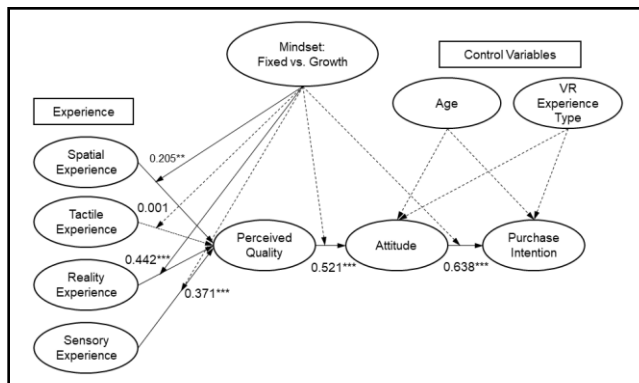 Mindset:
Fixed vs. Growth
Control Variables
Age
VR
Experience
Type
Experience
Spatial
Experience
0.205**
Tactile
Experience
0.001
Reality
Experience
0.442***
Sensory
Experience
0.371***
Perceived
Quality
0.521***
Attitude
0.638***
Purchase
Intention